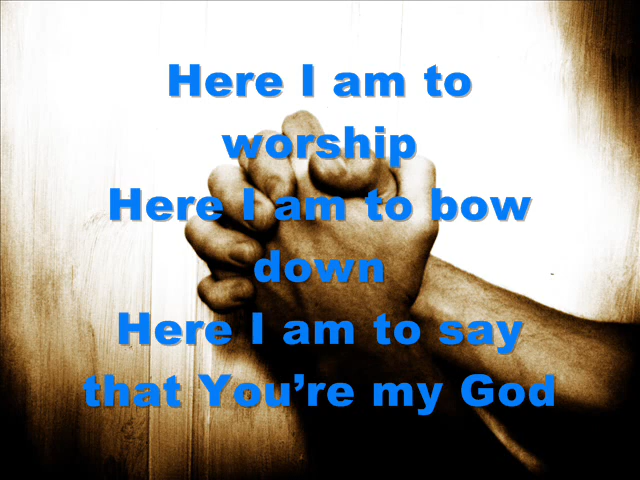 Here I am to
worship
Here I am to bow
down
Here I am to say
that You’re my God